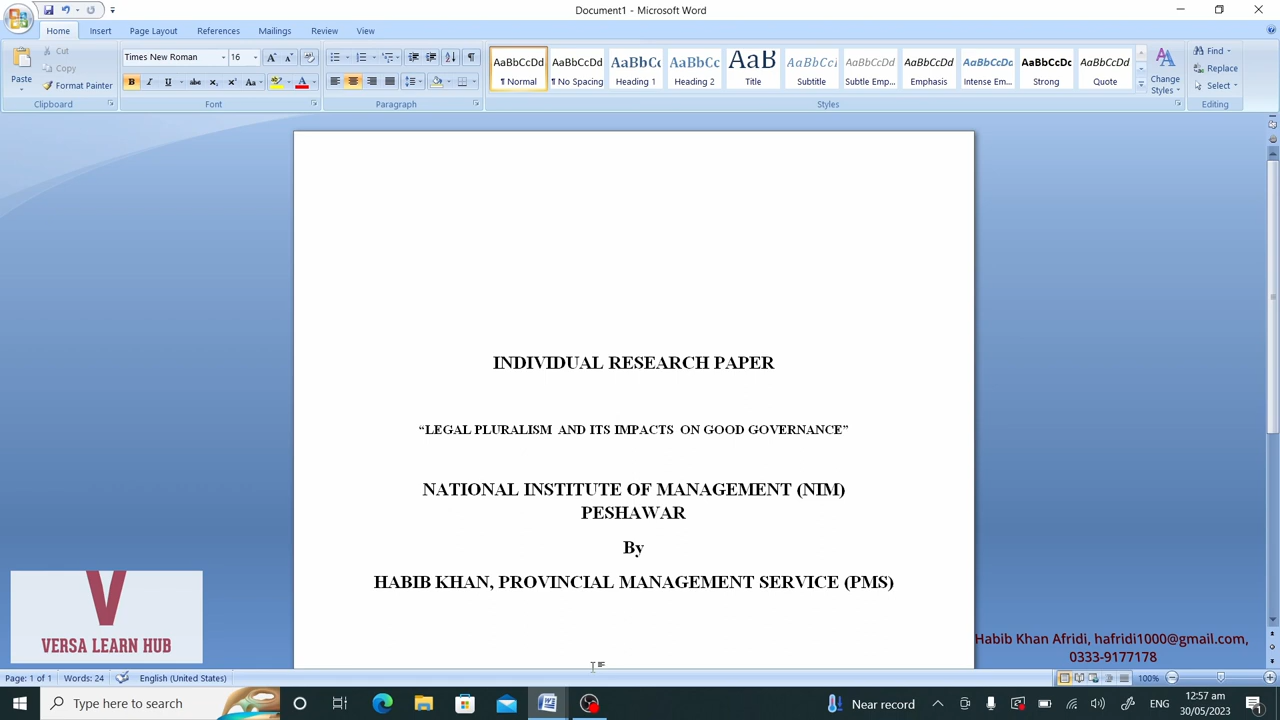 Document1 - Microsoft Word
Home Insert Page Layout References Mailings Review View
Cut
Copy
Format Painter
Paste
Times New Roman 16
AaBbCcDd AaBbCcDd AaBbCc AaBbCc AaB AaBbCcI AaBbCcDd AaBbCcDd AaBbCcDc AaBbCcDc AaBbCcDd
¶ Normal ¶ No Spacing Heading 1 Heading 2 Title Subtitle Subtle Emp... Emphasis Intense Em... Strong Quote
Change
Styles
Find
Replace
Select
Clipboard Font Paragraph Styles Editing
INDIVIDUAL RESEARCH PAPER
“LEGAL PLURALISM AND ITS IMPACTS ON GOOD GOVERNANCE”
NATIONAL INSTITUTE OF MANAGEMENT (NIM)
PESHAWAR
By
HABIB KHAN, PROVINCIAL MANAGEMENT SERVICE (PMS)
V
VERSA LEARN HUB
Habib Khan Afridi, hafridi1000@gmail.com,
0333-9177178
Page: 1 of 1 Words: 24 English (United States) 100%
Type here to search
Near record ENG 12:57 am
30/05/2023